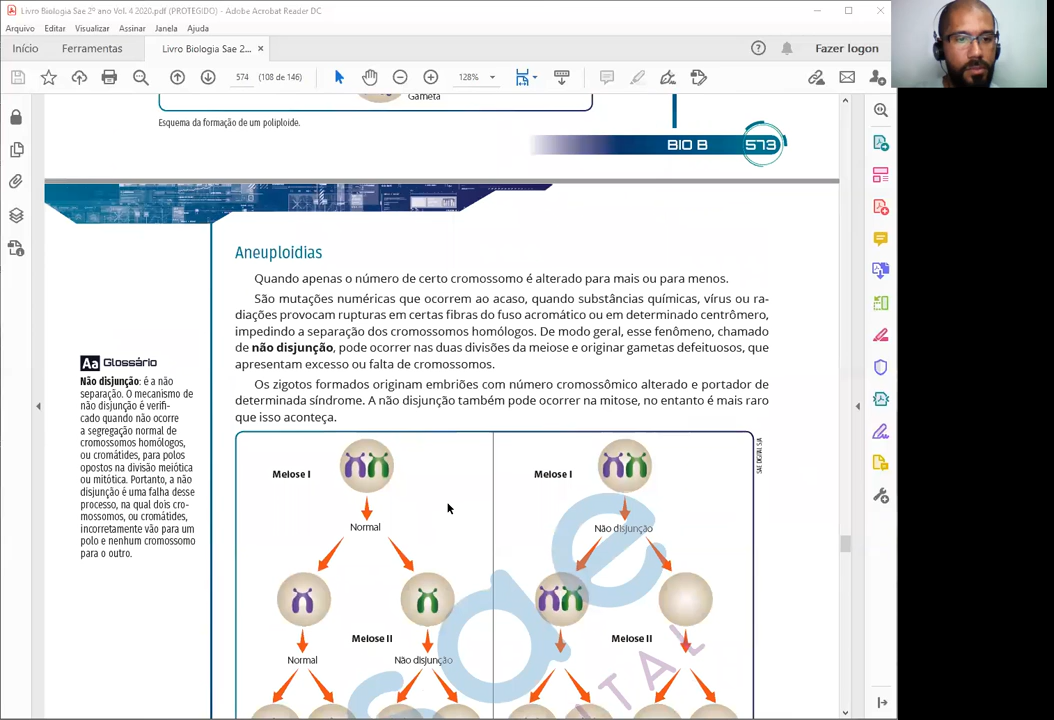 Livro Biologia Sae 2º ano Vol. 4 2020.pdf (PROTEGIDO) - Adobe Acrobat Reader DC
Arquivo Editar Visualizar Assinar Janela Ajuda
Início Ferramentas Livro Biologia Sae 2... × Fazer logon
574 (108 de 146) 128%
Gameta
Esquema da formação de um poliploide.
BIO B 573
Aneuploidias
Quando apenas o número de certo cromossomo é alterado para mais ou para menos.
São mutações numéricas que ocorrem ao acaso, quando substâncias químicas, vírus ou ra-
diações provocam rupturas em certas fibras do fuso acromático ou em determinado centrômero,
impedindo a separação dos cromossomos homólogos. De modo geral, esse fenômeno, chamado
de não disjunção, pode ocorrer nas duas divisões da meiose e originar gametas defeituosos, que
apresentam excesso ou falta de cromossomos.
Os zigotos formados originam embriões com número cromossômico alterado e portador de
determinada síndrome. A não disjunção também pode ocorrer na mitose, no entanto é mais raro
que isso aconteça.
Aa Glossário
Não disjunção: é a não
separação. O mecanismo de
não disjunção é verifi-
cado quando não ocorre
a segregação normal de
cromossomos homólogos,
ou cromátides, para polos
opostos na divisão meiótica
ou mitótica. Portanto, a não
disjunção é uma falha desse
processo, na qual dois cro-
mossomos, ou cromátides,
incorretamente vão para um
polo e nenhum cromossomo
para o outro.
SAE DIGITAL S/A
Meiose I
Normal
Meiose II
Normal
Não disjunção
Meiose I
Não disjunção
Meiose II
sae
DIGITAL